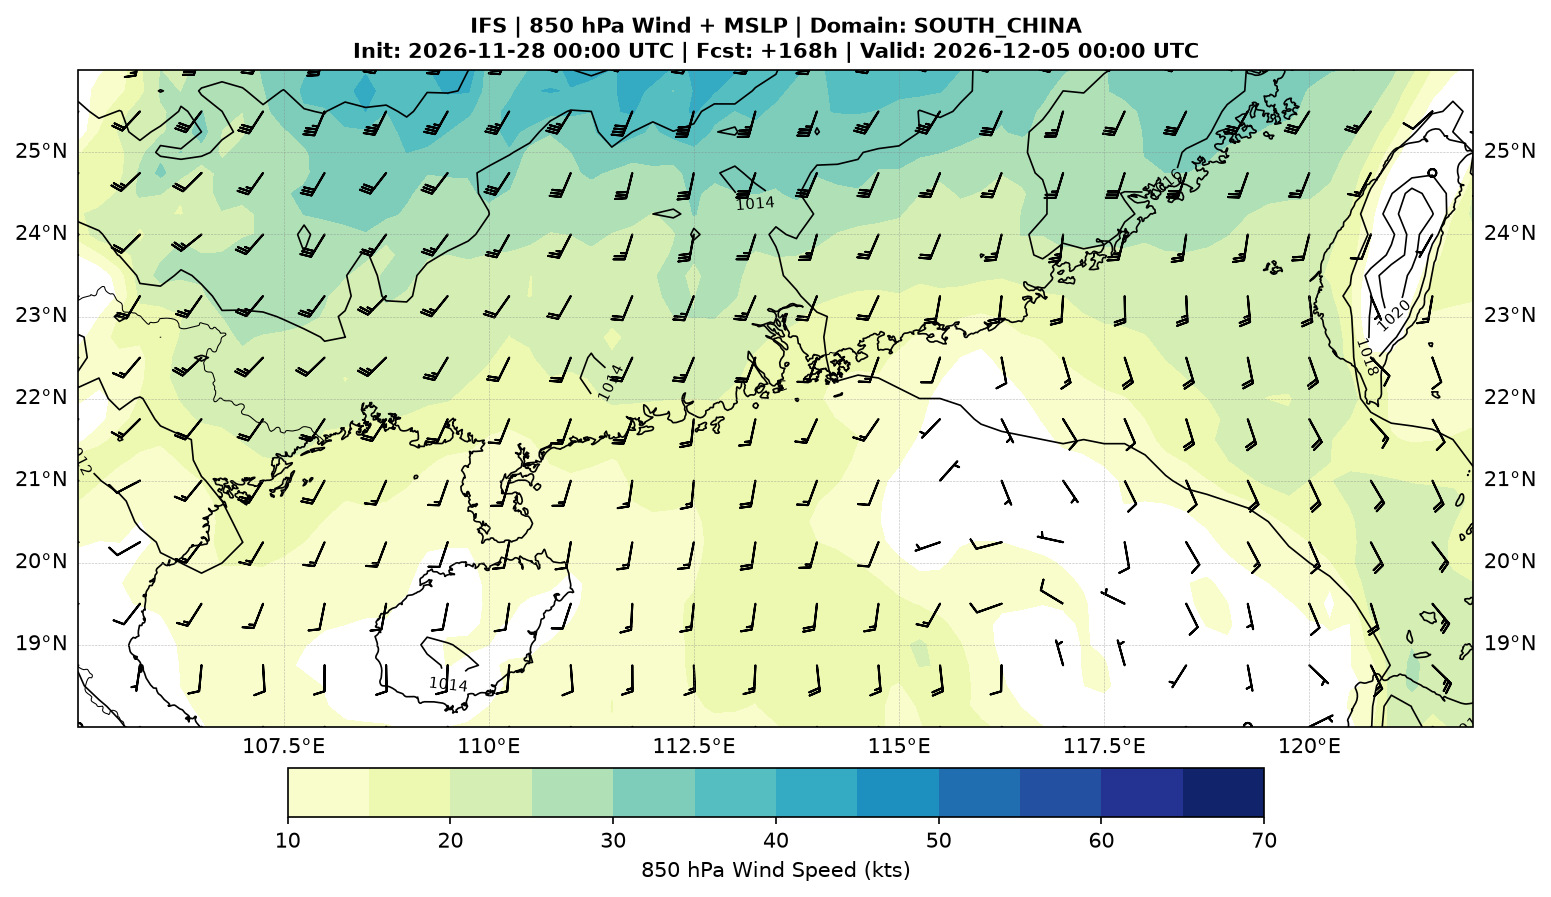 IFS | 850 hPa Wind + MSLP | Domain: SOUTH_CHINA
Init: 2026-11-28 00:00 UTC | Fcst: +168h | Valid: 2026-12-05 00:00 UTC
25°N 25°N
24°N 24°N
23°N 23°N
22°N 22°N
21°N 21°N
20°N 20°N
19°N 19°N
1016
1014
1020
1018
1014
1014
107.5°E 110°E 112.5°E 115°E 117.5°E 120°E
10 20 30 40 50 60 70
850 hPa Wind Speed (kts)